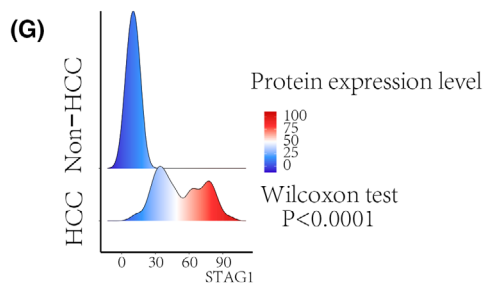 (G)
Non-HCC
HCC
0 30 60 90
STAG1
Protein expression level
100
75
50
25
0
Wilcoxon test
P<0.0001